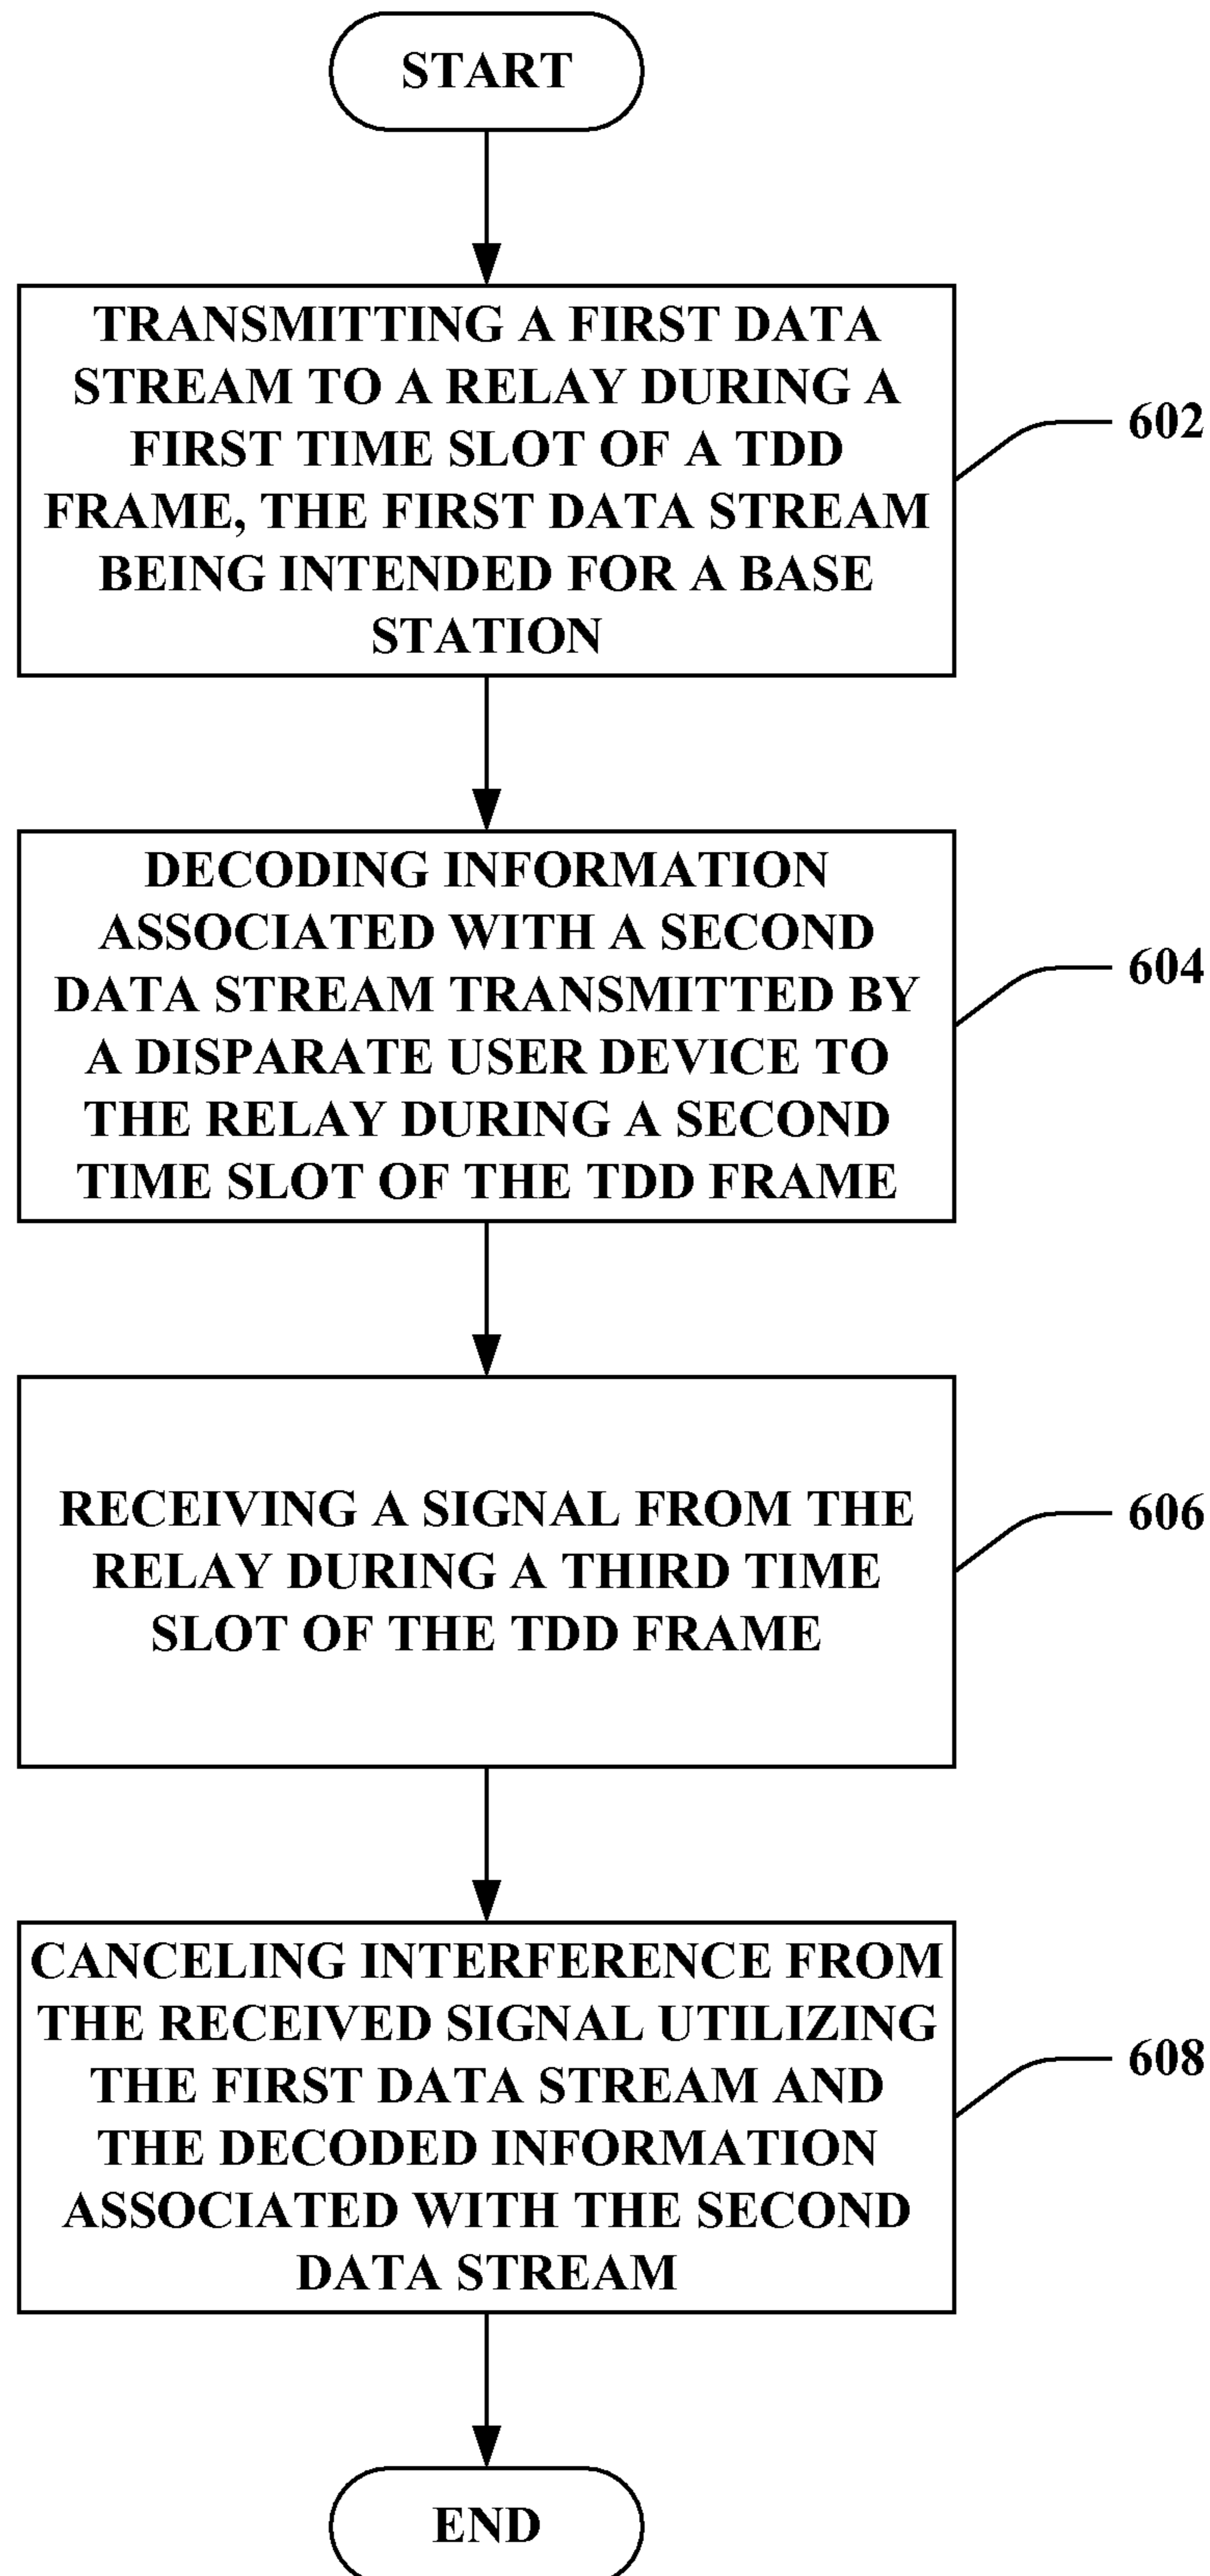 START
TRANSMITTING A FIRST DATA
STREAM TO A RELAY DURING A
FIRST TIME SLOT OF A TDD
FRAME, THE FIRST DATA STREAM
BEING INTENDED FOR A BASE
STATION
602
DECODING INFORMATION
ASSOCIATED WITH A SECOND
DATA STREAM TRANSMITTED BY
A DISPARATE USER DEVICE TO
THE RELAY DURING A SECOND
TIME SLOT OF THE TDD FRAME
604
RECEIVING A SIGNAL FROM THE
RELAY DURING A THIRD TIME
SLOT OF THE TDD FRAME
606
CANCELING INTERFERENCE FROM
THE RECEIVED SIGNAL UTILIZING
THE FIRST DATA STREAM AND
THE DECODED INFORMATION
ASSOCIATED WITH THE SECOND
DATA STREAM
608
END